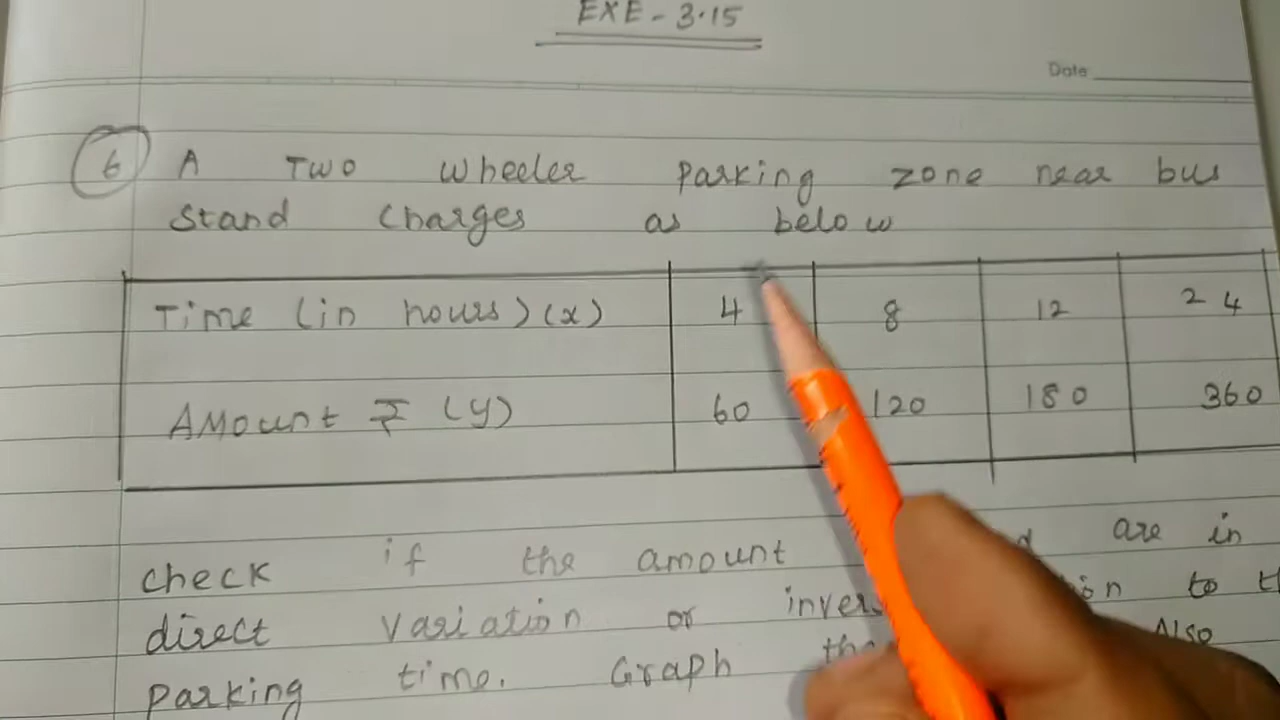 EXE - 3.15
Date
6 A Two wheeler parking zone near bus
stand charges as below
Time (in hours) (x) 4 8 12 24
Amount ₹ (y) 60 120 180 360
check if the amount are in
direct variation or to
parking time. Graph Also